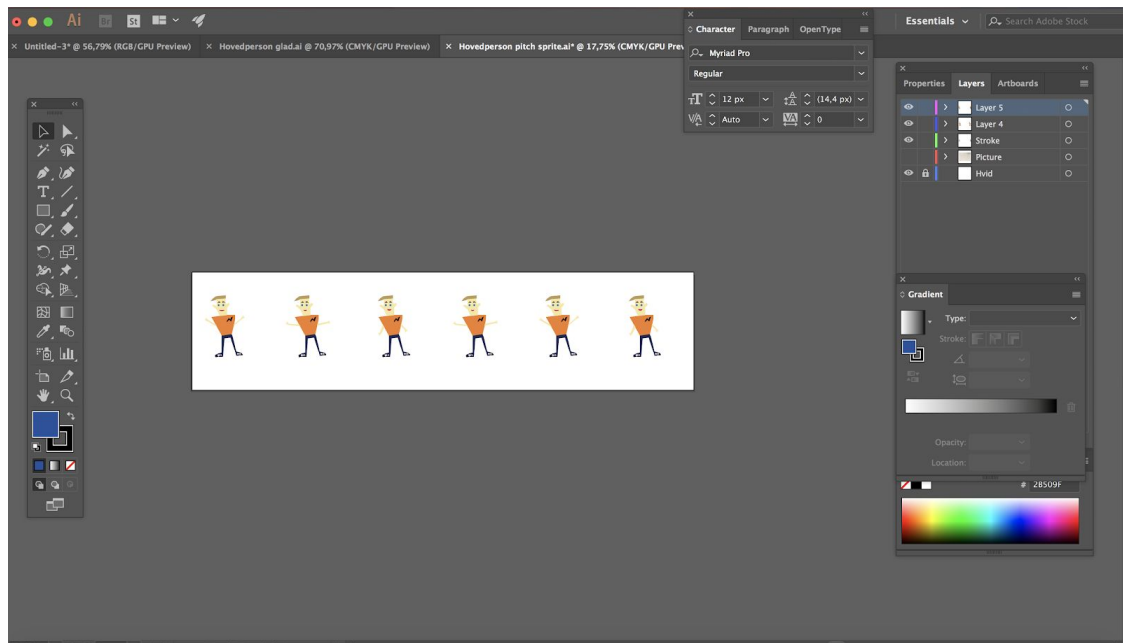 Ai Br St Essentials Search Adobe Stock
× Untitled-3* @ 56,79% (RGB/GPU Preview) × Hovedperson glad.ai @ 70,97% (CMYK/GPU Preview) × Hovedperson pitch sprite.ai* @ 17,75% (CMYK/GPU Prev
Character Paragraph OpenType
Myriad Pro
Regular
12 px (14,4 px)
Auto 0
Properties Layers Artboards
Layer 5
Layer 4
Stroke
Picture
Hvid
Gradient
Type:
Stroke:
Opacity:
Location:
# 2B509F